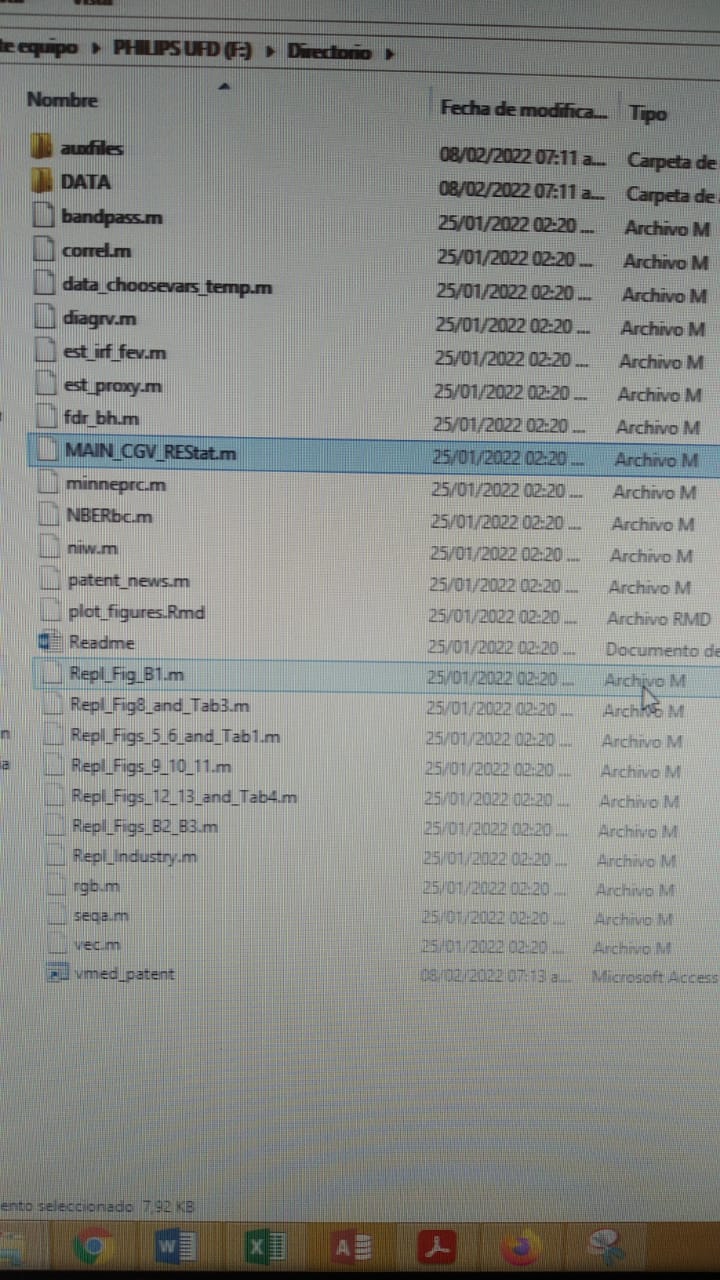 te equipo ▸ PHILIPS UFD (F:) ▸ Directorio ▸
Nombre Fecha de modifica... Tipo
auxfiles 08/02/2022 07:11 a... Carpeta de
DATA 08/02/2022 07:11 a... Carpeta de
bandpass.m 25/01/2022 02:20 ... Archivo M
correl.m 25/01/2022 02:20 ... Archivo M
data_choosevars_temp.m 25/01/2022 02:20 ... Archivo M
diagrv.m 25/01/2022 02:20 ... Archivo M
est_irf_fev.m 25/01/2022 02:20 ... Archivo M
est_proxy.m 25/01/2022 02:20 ... Archivo M
fdr_bh.m 25/01/2022 02:20 ... Archivo M
MAIN_CGV_REStat.m 25/01/2022 02:20 ... Archivo M
minneprc.m 25/01/2022 02:20 ... Archivo M
NBERbc.m 25/01/2022 02:20 ... Archivo M
niw.m 25/01/2022 02:20 ... Archivo M
patent_news.m 25/01/2022 02:20 ... Archivo M
plot_figures.Rmd 25/01/2022 02:20 ... Archivo RMD
Readme 25/01/2022 02:20 ... Documento de
Repl_Fig_B1.m 25/01/2022 02:20 ... Archivo M
Repl_Fig8_and_Tab3.m 25/01/2022 02:20 ... Archivo M
Repl_Figs_5_6_and_Tab1.m 25/01/2022 02:20 ... Archivo M
Repl_Figs_9_10_11.m 25/01/2022 02:20 ... Archivo M
Repl_Figs_12_13_and_Tab4.m 25/01/2022 02:20 ... Archivo M
Repl_Figs_B2_B3.m 25/01/2022 02:20 ... Archivo M
Repl_Industry.m 25/01/2022 02:20 ... Archivo M
rgb.m 25/01/2022 02:20 ... Archivo M
seqa.m 25/01/2022 02:20 ... Archivo M
vec.m 25/01/2022 02:20 ... Archivo M
vmed_patent 08/02/2022 07:13 a... Microsoft Access
ento seleccionado 7,92 KB